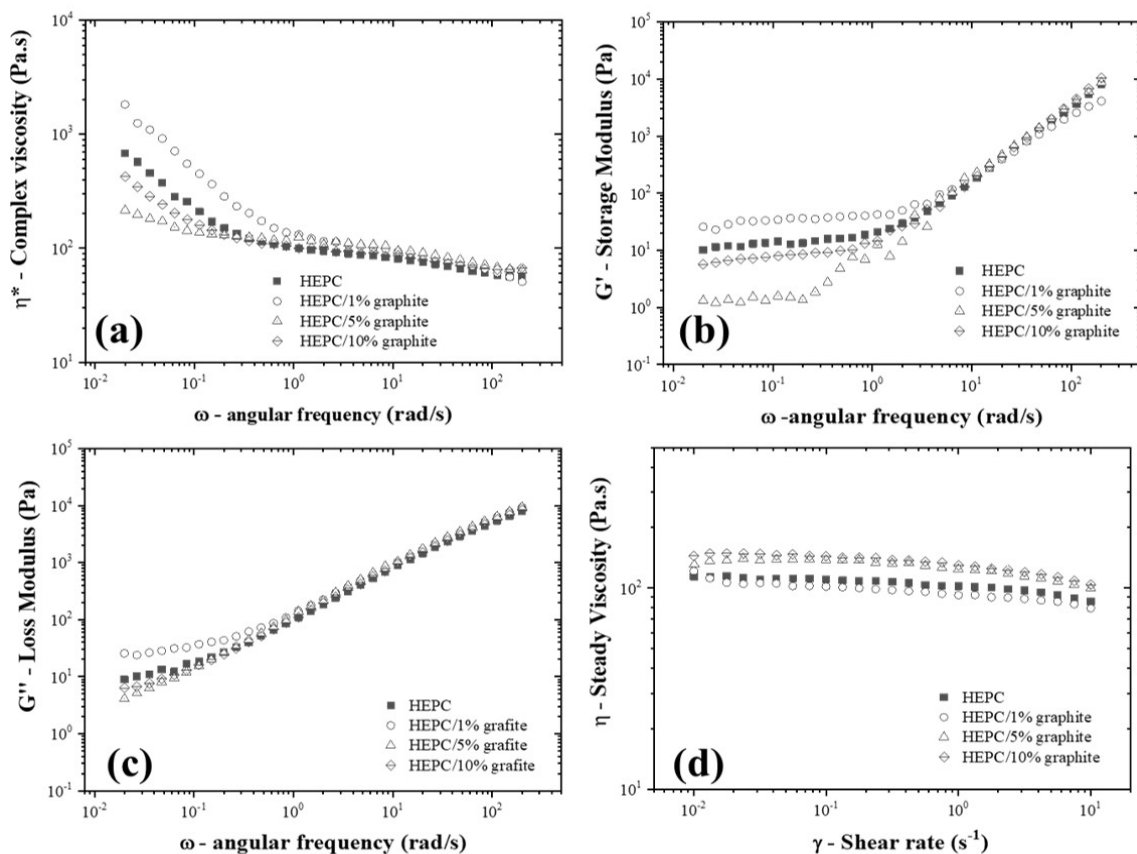 η* - Complex viscosity (Pa.s)
10^4
10^3
10^2
10^1
HEPC
HEPC/1% graphite
HEPC/5% graphite
HEPC/10% graphite
(a)
10^-2 10^-1 10^0 10^1 10^2
ω - angular frequency (rad/s)
G' - Storage Modulus (Pa)
10^5
10^4
10^3
10^2
10^1
10^0
10^-1
HEPC
HEPC/1% graphite
HEPC/5% graphite
HEPC/10% graphite
(b)
10^-2 10^-1 10^0 10^1 10^2
ω -angular frequency (rad/s)
G'' - Loss Modulus (Pa)
10^5
10^4
10^3
10^2
10^1
10^0
10^-1
HEPC
HEPC/1% grafite
HEPC/5% grafite
HEPC/10% grafite
(c)
10^-2 10^-1 10^0 10^1 10^2
ω - angular frequency (rad/s)
η - Steady Viscosity (Pa.s)
10^2
10^1
HEPC
HEPC/1% graphite
HEPC/5% graphite
HEPC/10% graphite
(d)
10^-2 10^-1 10^0 10^1
γ - Shear rate (s^-1)